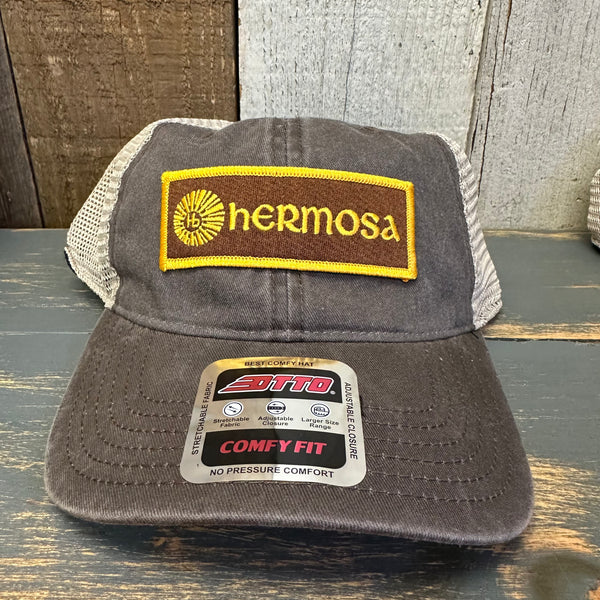 Hb
hERMOSA
BEST COMFY HAT
STRETCHABLE FABRIC
ADJUSTABLE CLOSURE
OTTO
Stretchable
Fabric
Adjustable
Closure
Larger Size
Range
COMFY FIT
NO PRESSURE COMFORT